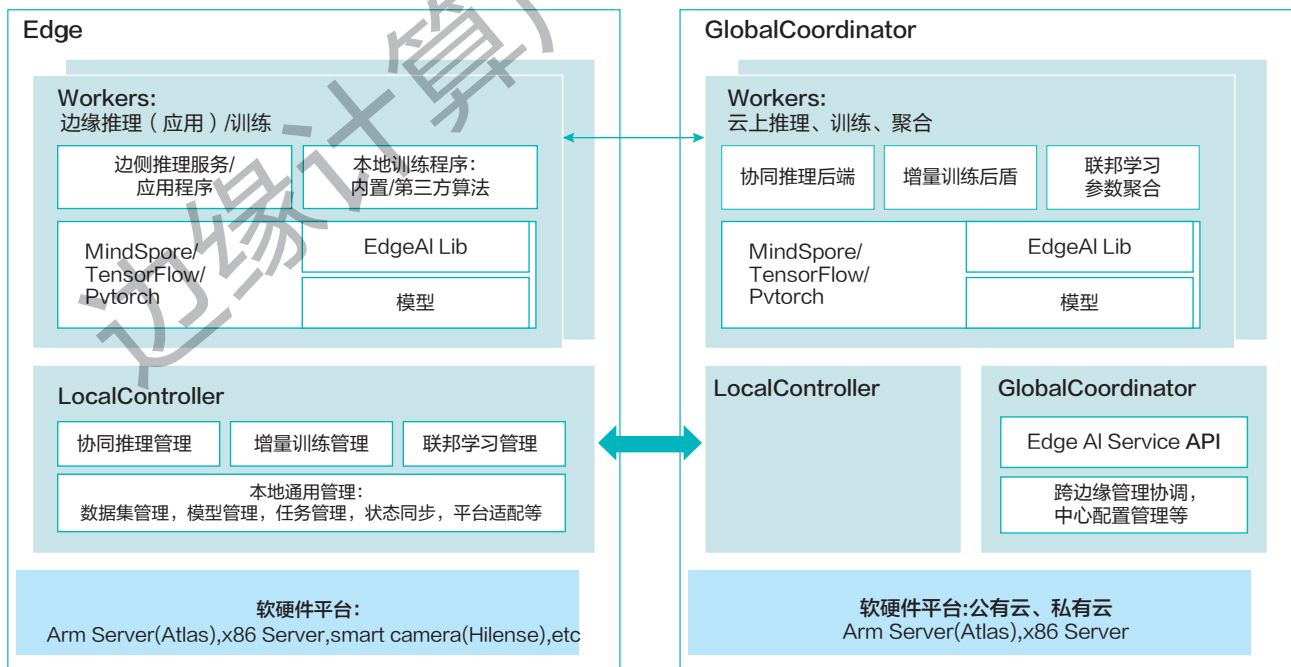 Edge
Workers:
边缘推理（应用）/训练
边侧推理服务/
应用程序
本地训练程序：
内置/第三方算法
MindSpore/
TensorFlow/
Pvtorch
EdgeAI Lib
模型
LocalController
协同推理管理
增量训练管理
联邦学习管理
本地通用管理：
数据集管理，模型管理，任务管理，状态同步，平台适配等
软硬件平台：
Arm Server(Atlas),x86 Server,smart camera(Hilense),etc
GlobalCoordinator
Workers:
云上推理、训练、聚合
协同推理后端
增量训练后盾
联邦学习
参数聚合
MindSpore/
TensorFlow/
Pvtorch
EdgeAI Lib
模型
LocalController
GlobalCoordinator
Edge AI Service API
跨边缘管理协调，
中心配置管理等
软硬件平台:公有云、私有云
Arm Server(Atlas),x86 Server
边缘计算